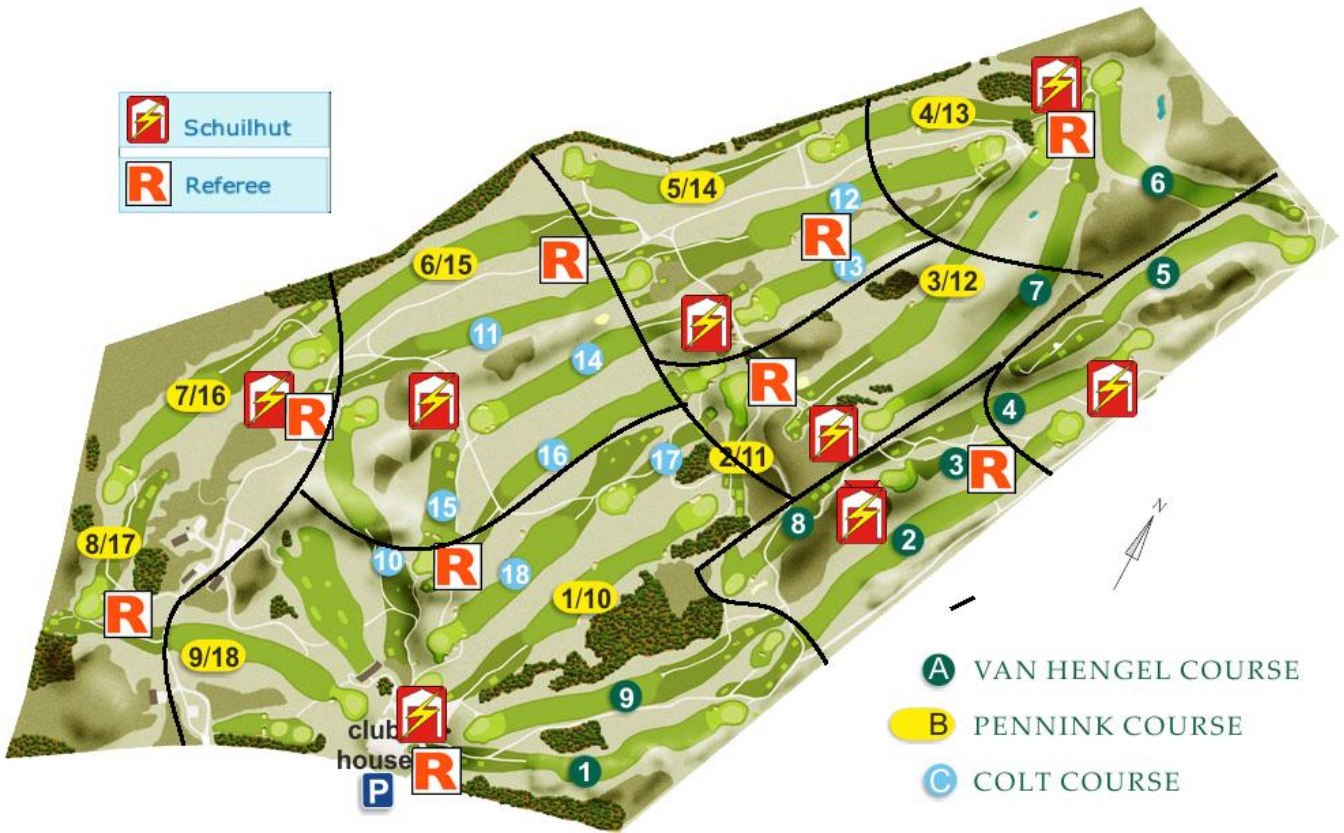 Schuilhut
R Referee
4/13
R
5/14
6
12
R
6/15
R
13
5
3/12
7
11
14
7/16
R
R
4
16
17
2/11
3
R
15
8
2
8/17
10
R
18
1/10
R
9/18
9
club
house
R
1
P
N
A VAN HENGEL COURSE
B PENNINK COURSE
C COLT COURSE